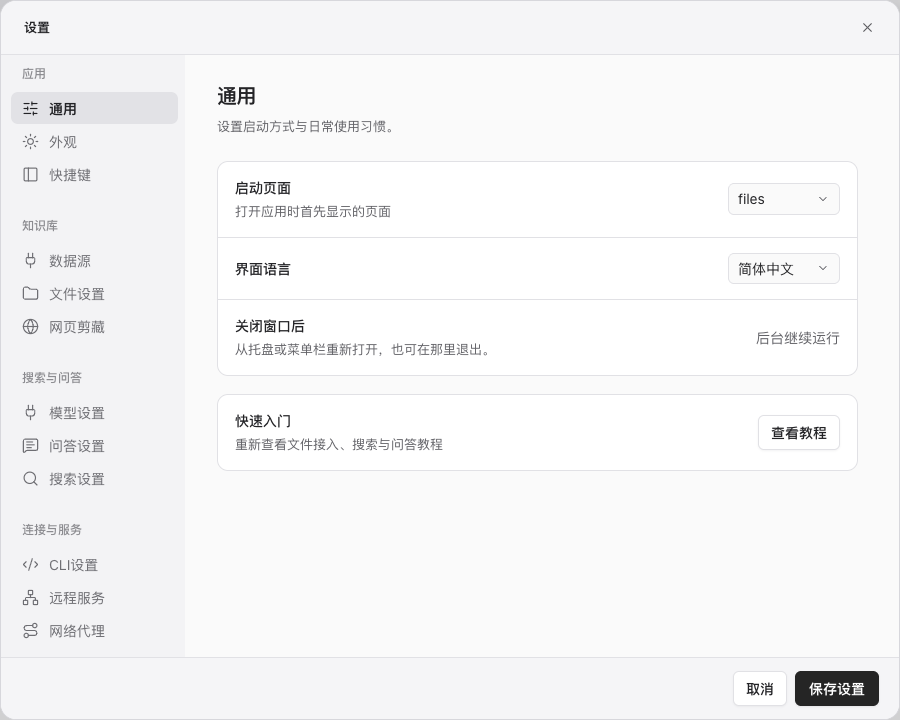 设置
应用
通用
外观
快捷键
知识库
数据源
文件设置
网页剪藏
搜索与问答
模型设置
问答设置
搜索设置
连接与服务
CLI设置
远程服务
网络代理
通用
设置启动方式与日常使用习惯。
启动页面
打开应用时首先显示的页面
files
界面语言
简体中文
关闭窗口后
从托盘或菜单栏重新打开，也可在那里退出。
后台继续运行
快速入门
重新查看文件接入、搜索与问答教程
查看教程
取消
保存设置